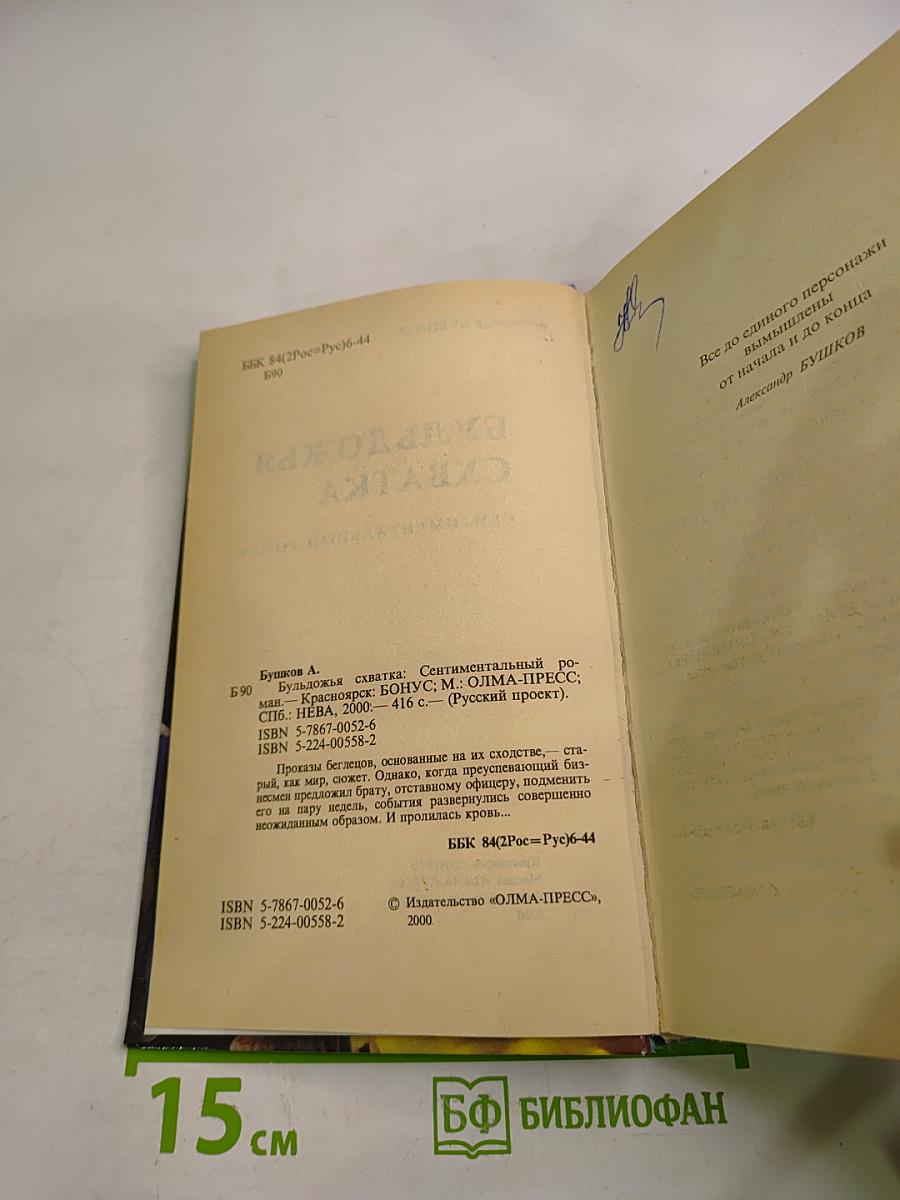 ББК 84(2Рос=Рус)6-44
Б90
Бушков А.
Б 90 Бульдожья схватка: Сентиментальный ро-
ман.— Красноярск: БОНУС; М.: ОЛМА-ПРЕСС;
СПб.: НЕВА, 2000.— 416 с.— (Русский проект).
ISBN 5-7867-0052-6
ISBN 5-224-00558-2
Проказы беглецов, основанные на их сходстве,— ста-
рый, как мир, сюжет. Однако, когда преуспевающий биз-
несмен предложил брату, отставному офицеру, подменить
его на пару недель, события развернулись совершенно
неожиданным образом. И пролилась кровь...
ББК 84(2Рос=Рус)6-44
ISBN 5-7867-0052-6
ISBN 5-224-00558-2
© Издательство «ОЛМА-ПРЕСС»,
2000
Все до единого персонажи
вымышлены
от начала и до конца
Александр БУШКОВ
БУЛЬДОЖЬЯ
СХВАТКА
СЕНТИМЕНТАЛЬНЫЙ РОМАН
15 см
БФ БИБЛИОФАН